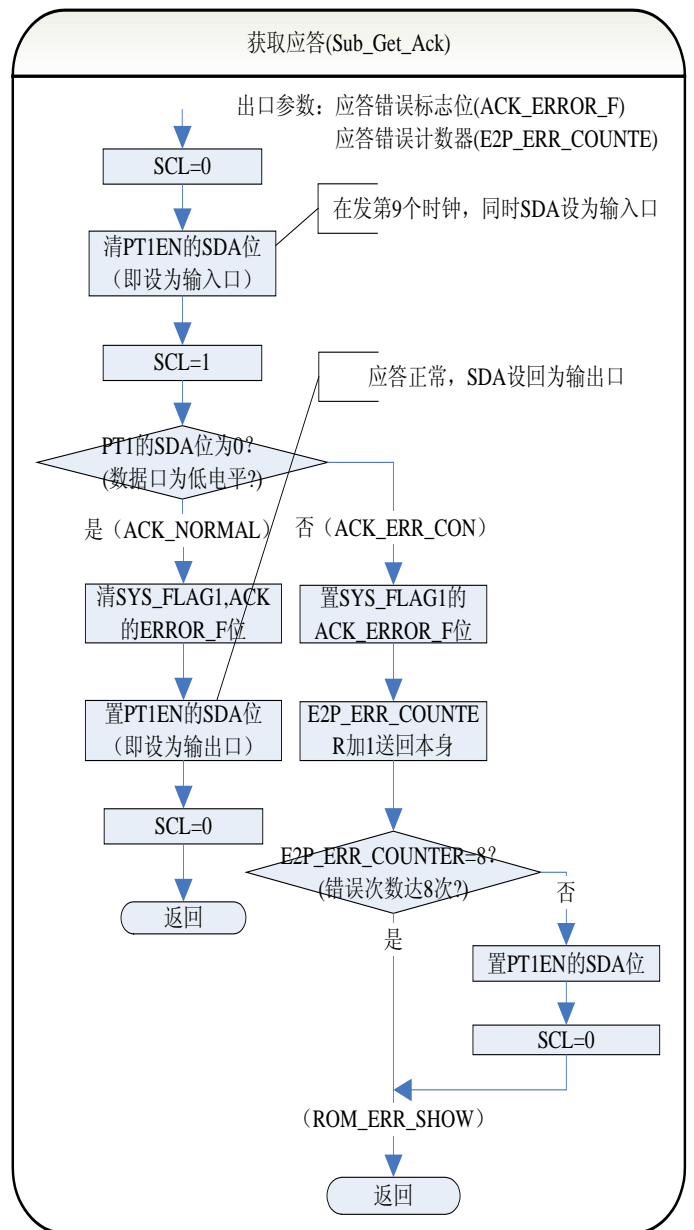 获取应答(Sub_Get_Ack)
出口参数：应答错误标志位(ACK_ERROR_F)
应答错误计数器(E2P_ERR_COUNTE)
SCL=0
在发第9个时钟，同时SDA设为输入口
清PT1EN的SDA位
（即设为输入口）
SCL=1
应答正常，SDA设回为输出口
PT1的SDA位为0？
(数据口为低电平?)
是（ACK_NORMAL）
否（ACK_ERR_CON）
清SYS_FLAG1,ACK
的ERROR_F位
置SYS_FLAG1的
ACK_ERROR_F位
置PT1EN的SDA位
（即设为输出口）
E2P_ERR_COUNTE
R加1送回本身
SCL=0
E2P_ERR_COUNTER=8？
(错误次数达8次?)
返回
否
是
置PT1EN的SDA位
SCL=0
（ROM_ERR_SHOW）
返回